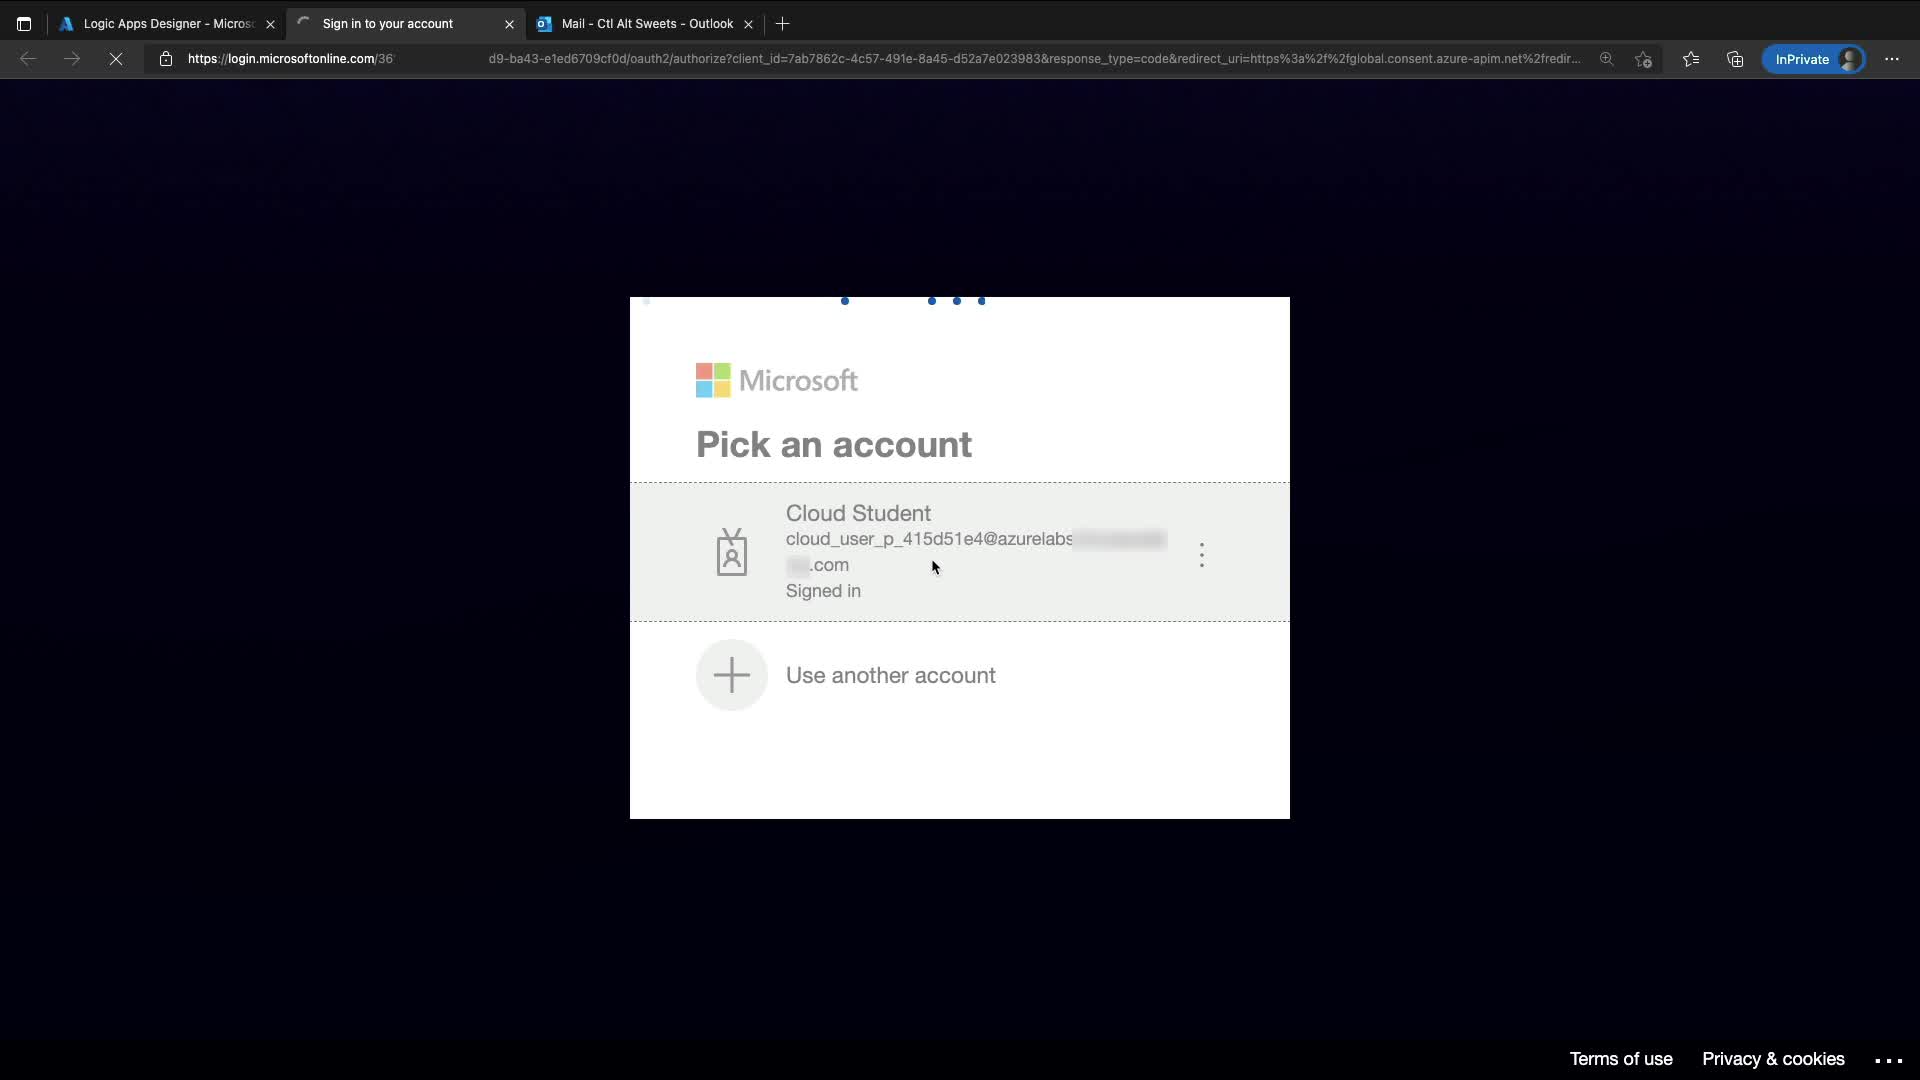 Logic Apps Designer - Micros
Sign in to your account
Mail - Ctl Alt Sweets - Outlook
https://login.microsoftonline.com/36
d9-ba43-e1ed6709cf0d/oauth2/authorize?client_id=7ab7862c-4c57-491e-8a45-d52a7e023983&response_type=code&redirect_uri=https%3a%2f%2fglobal.consent.azure-apim.net%2fredir...
InPrivate
Microsoft
Pick an account
Cloud Student
cloud_user_p_415d51e4@azurelabs
.com
Signed in
Use another account
Terms of use
Privacy & cookies